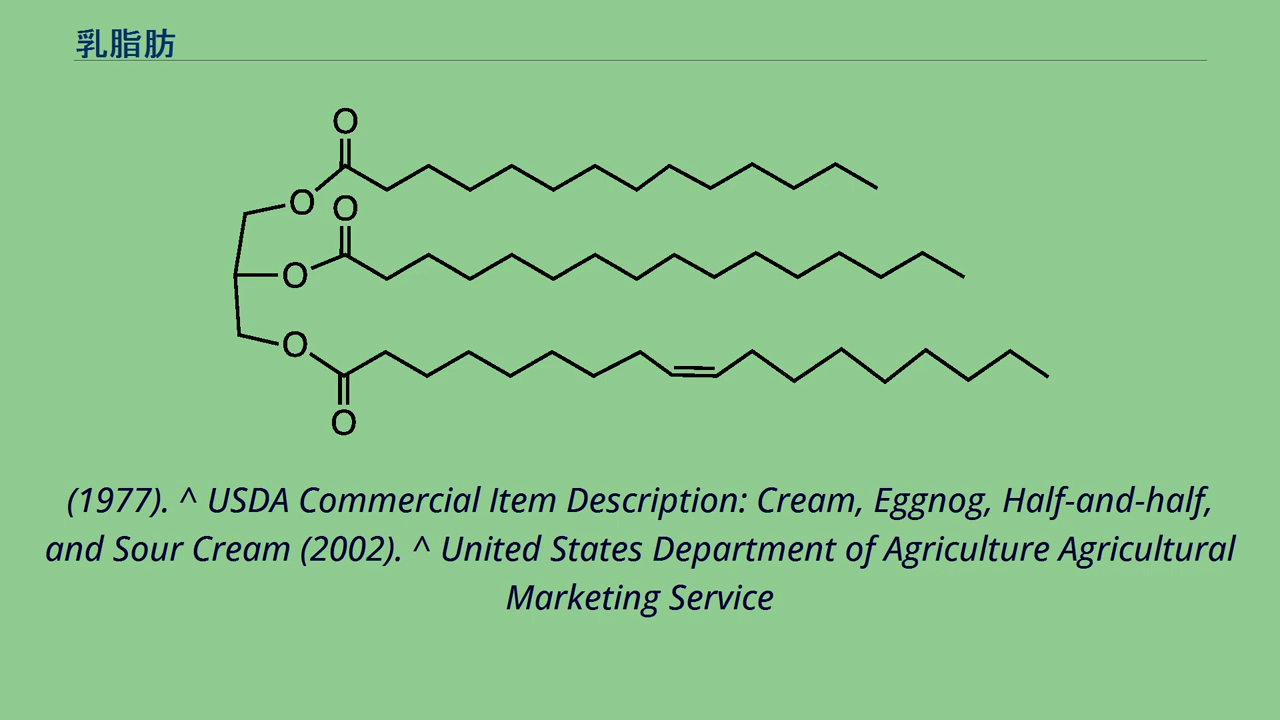 乳脂肪
O
O
O
O
O
O
(1977). ^ USDA Commercial Item Description: Cream, Eggnog, Half-and-half,
and Sour Cream (2002). ^ United States Department of Agriculture Agricultural
Marketing Service